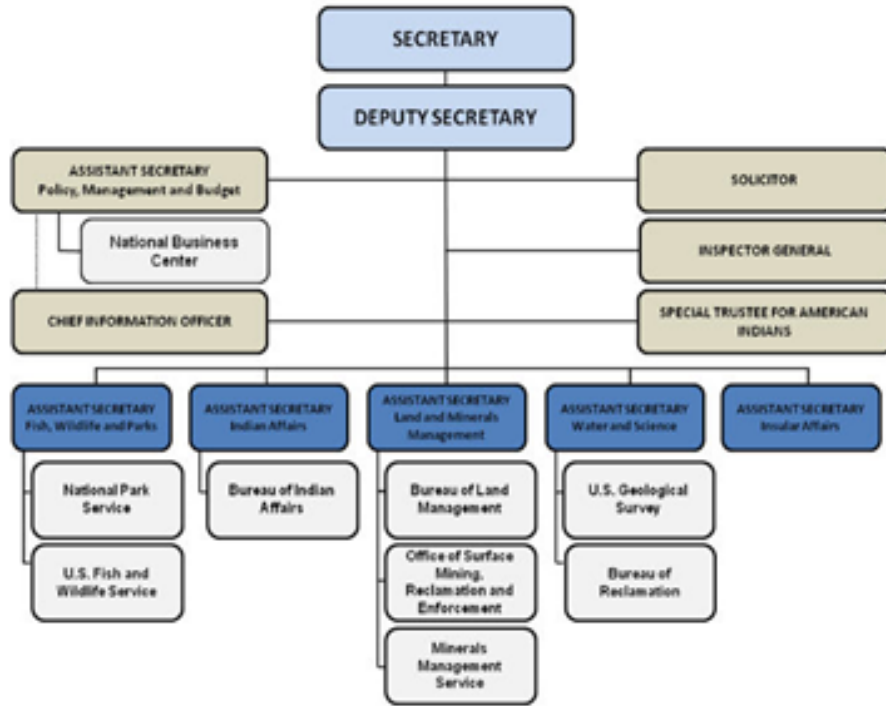 SECRETARY
DEPUTY SECRETARY
ASSISTANT SECRETARY
Policy, Management and Budget
SOLICITOR
National Business
Center
INSPECTOR GENERAL
CHIEF INFORMATION OFFICER
SPECIAL TRUSTEE FOR AMERICAN
INDIANS
ASSISTANT SECRETARY
Fish, Wildlife and Parks
ASSISTANT SECRETARY
Indian Affairs
ASSISTANT SECRETARY
Land and Minerals
Management
ASSISTANT SECRETARY
Water and Science
ASSISTANT SECRETARY
Insular Affairs
National Park
Service
Bureau of Indian
Affairs
Bureau of Land
Management
U.S. Geological
Survey
U.S. Fish and
Wildlife Service
Office of Surface
Mining,
Reclamation and
Enforcement
Bureau of
Reclamation
Minerals
Management
Service